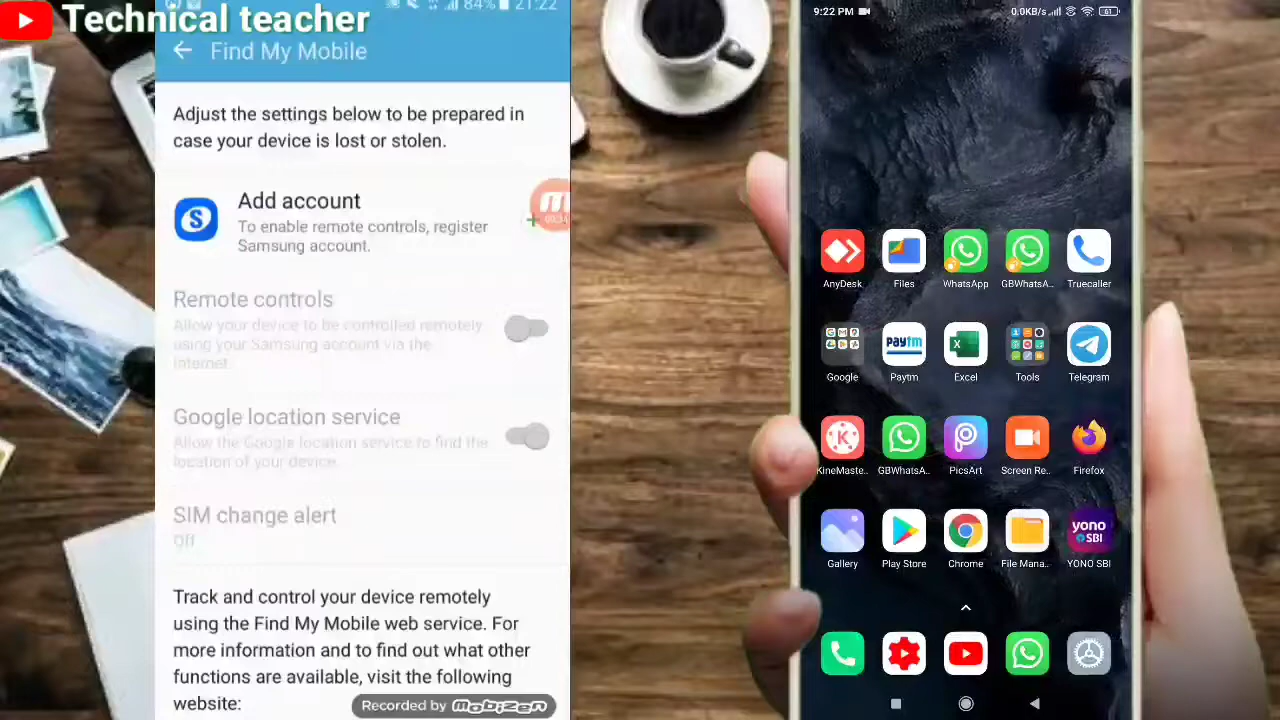 Technical teacher
84% 21:22
Find My Mobile
Adjust the settings below to be prepared in
case your device is lost or stolen.
Add account
To enable remote controls, register
Samsung account.
Remote controls
Allow your device to be controlled remotely
using your Samsung account via the
internet.
Google location service
Allow the Google location service to find the
location of your device.
SIM change alert
Off
Track and control your device remotely
using the Find My Mobile web service. For
more information and to find out what other
functions are available, visit the following
website:
Recorded by Mobizen
9:22 PM 0.0KB/s 61
AnyDesk Files WhatsApp GBWhatsA.. Truecaller
paytm
Google Paytm Excel Tools Telegram
KineMaste.. GBWhatsA.. PicsArt Screen Re.. Firefox
yono
SBI
Gallery Play Store Chrome File Mana.. YONO SBI